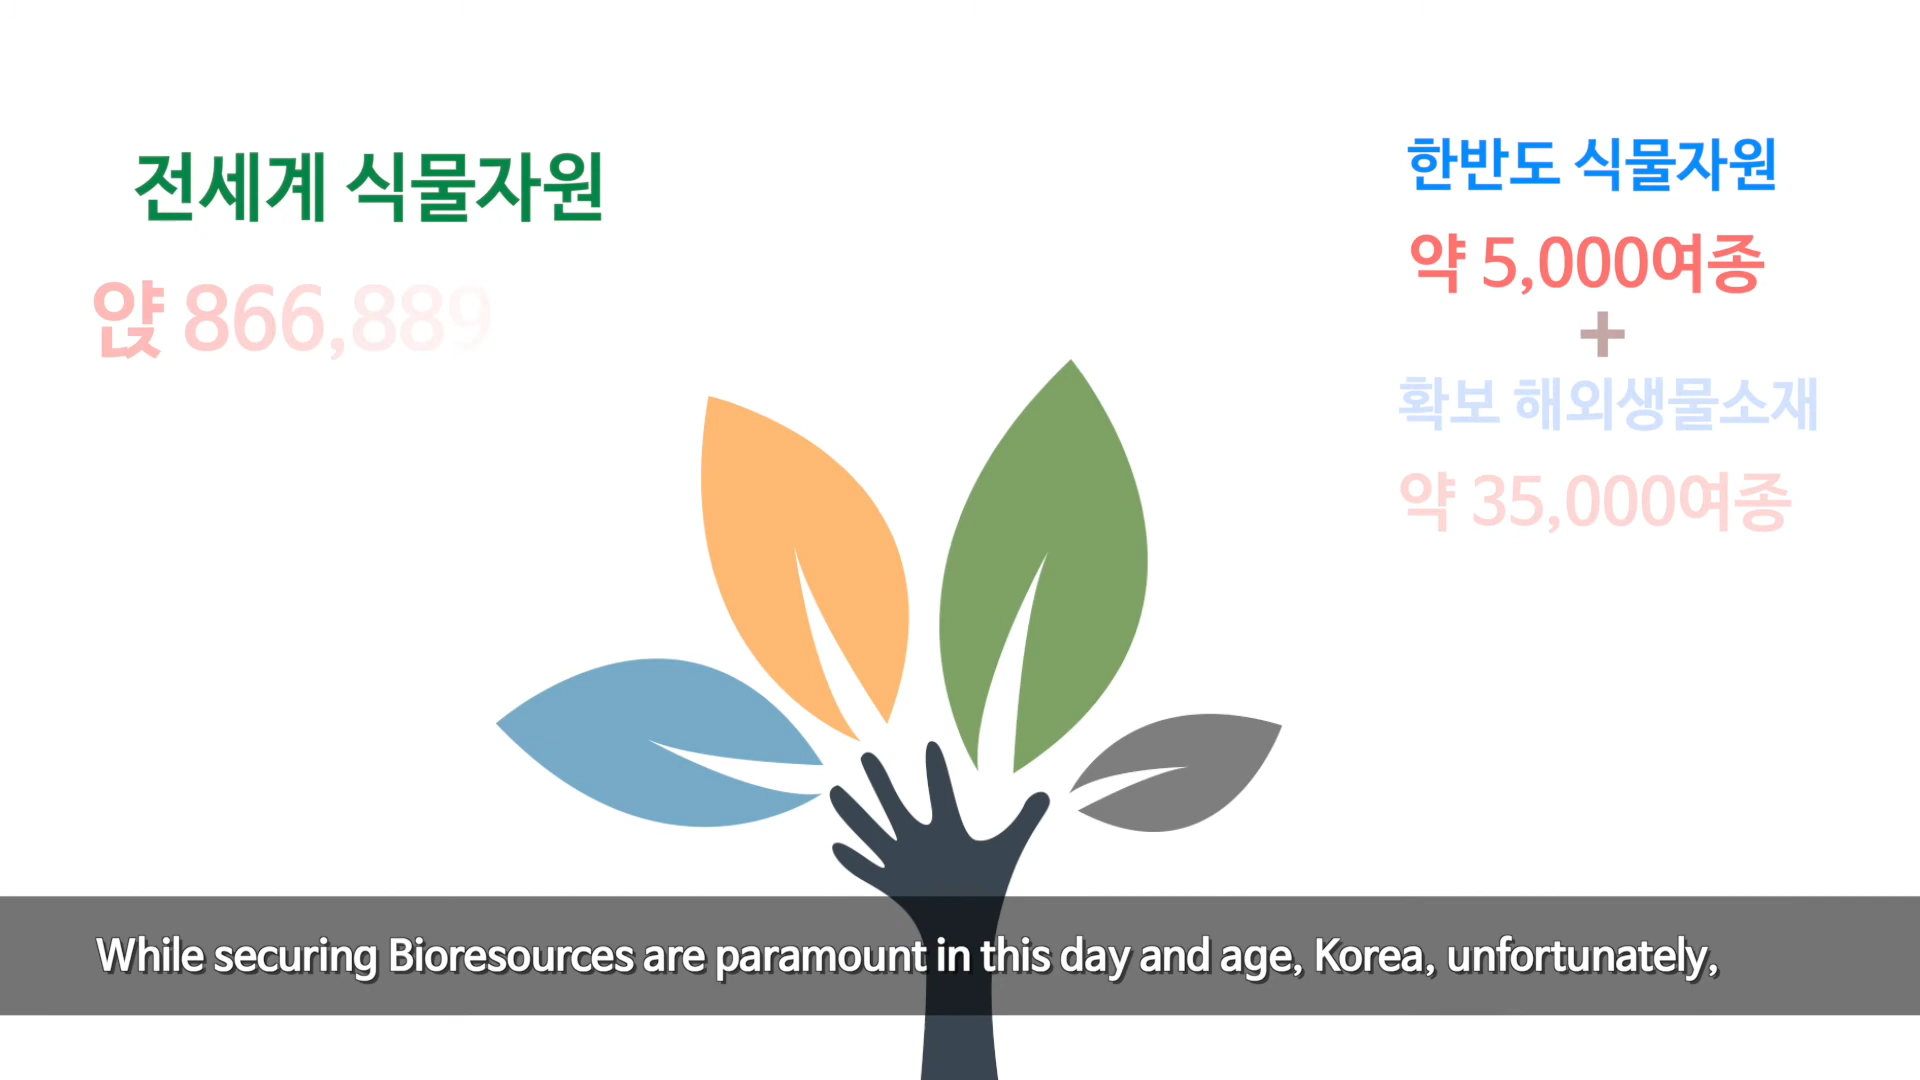 전세계 식물자원
약 866,889
한반도 식물자원
약 5,000여종
+
확보 해외생물소재
약 35,000여종
While securing Bioresources are paramount in this day and age, Korea, unfortunately,